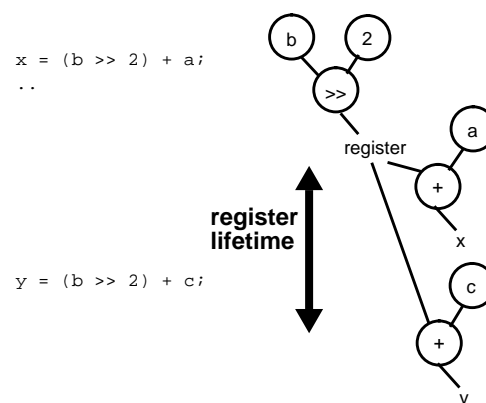 x = (b >> 2) + a;
..
b
2
>>
register
a
+
x
register
lifetime
y = (b >> 2) + c;
c
+
y